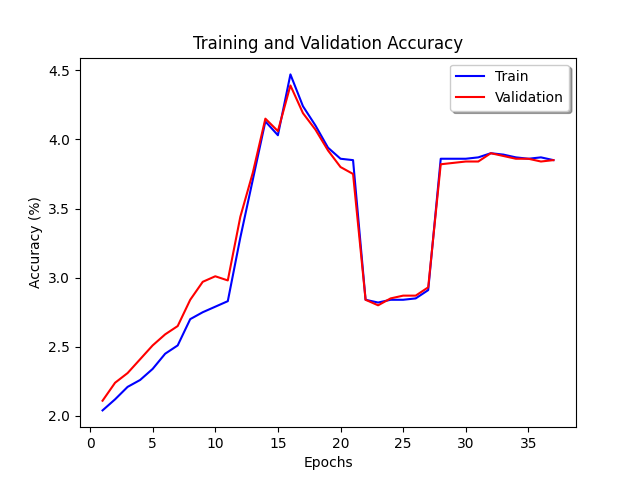 Training and Validation Accuracy
Train
Validation
Accuracy (%)
4.5
4.0
3.5
3.0
2.5
2.0
0 5 10 15 20 25 30 35
Epochs